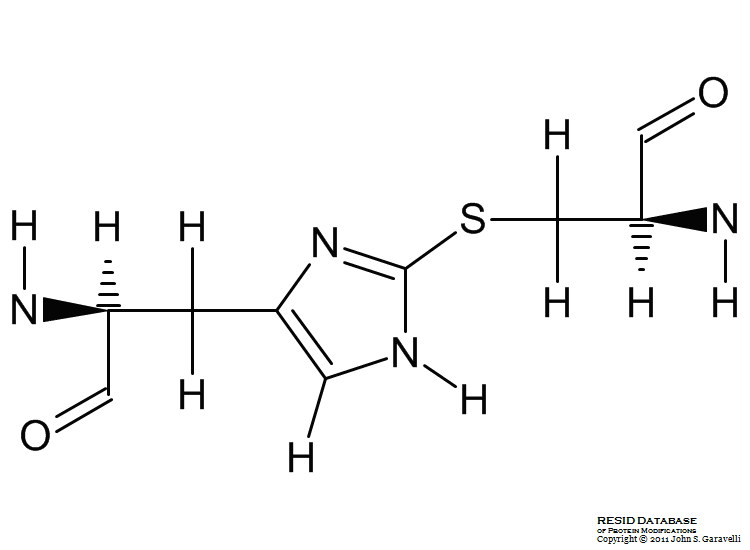 O
H
H H H S N
N
N H H H
N
H
O
H
RESID DATABASE
OF PROTEIN MODIFICATIONS
Copyright © 2011 John S. Garavelli